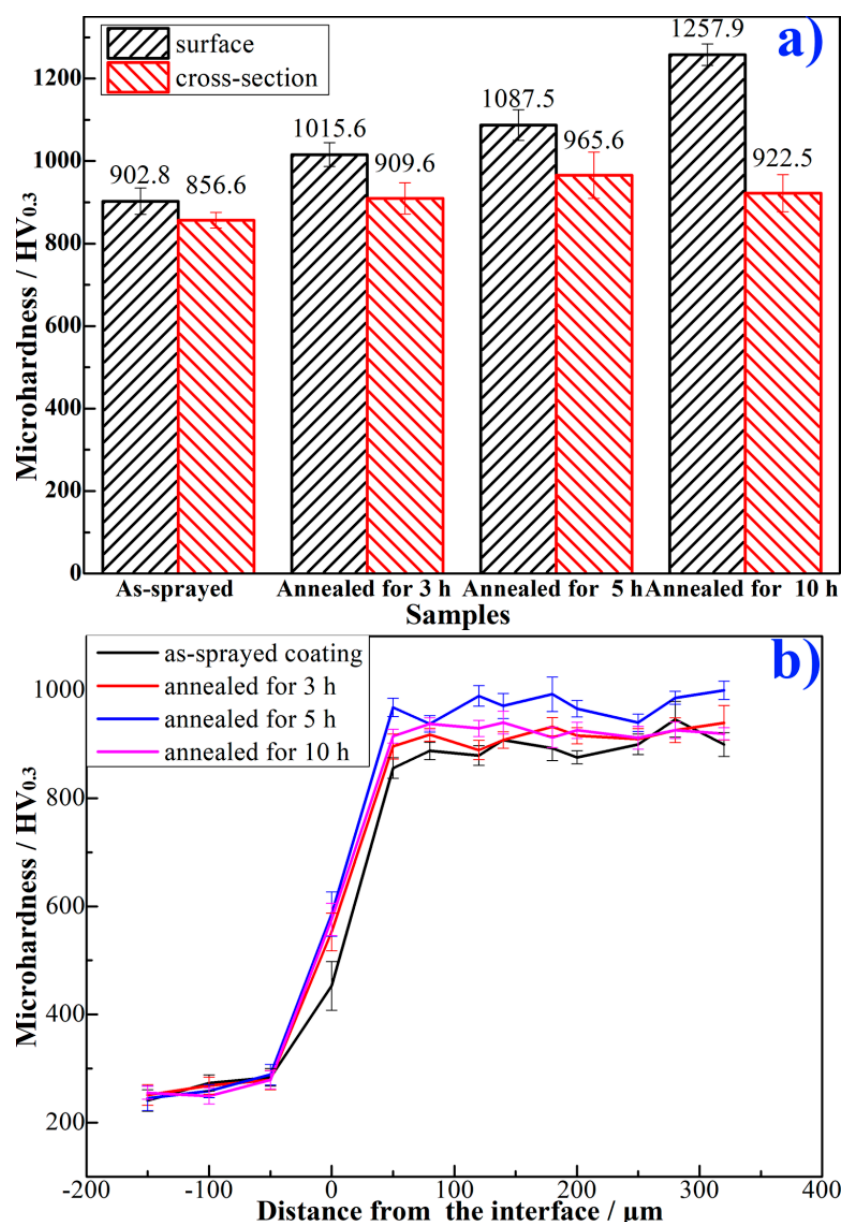 a)
surface
cross-section
1257.9
1087.5
1015.6
965.6
902.8
856.6
909.6
922.5
1200
1000
800
600
400
200
0
Microhardness / HV0.3
As-sprayed
Annealed for 3 h
Annealed for 5 h
Annealed for 10 h
Samples
b)
as-sprayed coating
annealed for 3 h
annealed for 5 h
annealed for 10 h
1000
800
600
400
200
Microhardness / HV0.3
-200 -100 0 100 200 300 400
Distance from the interface / μm